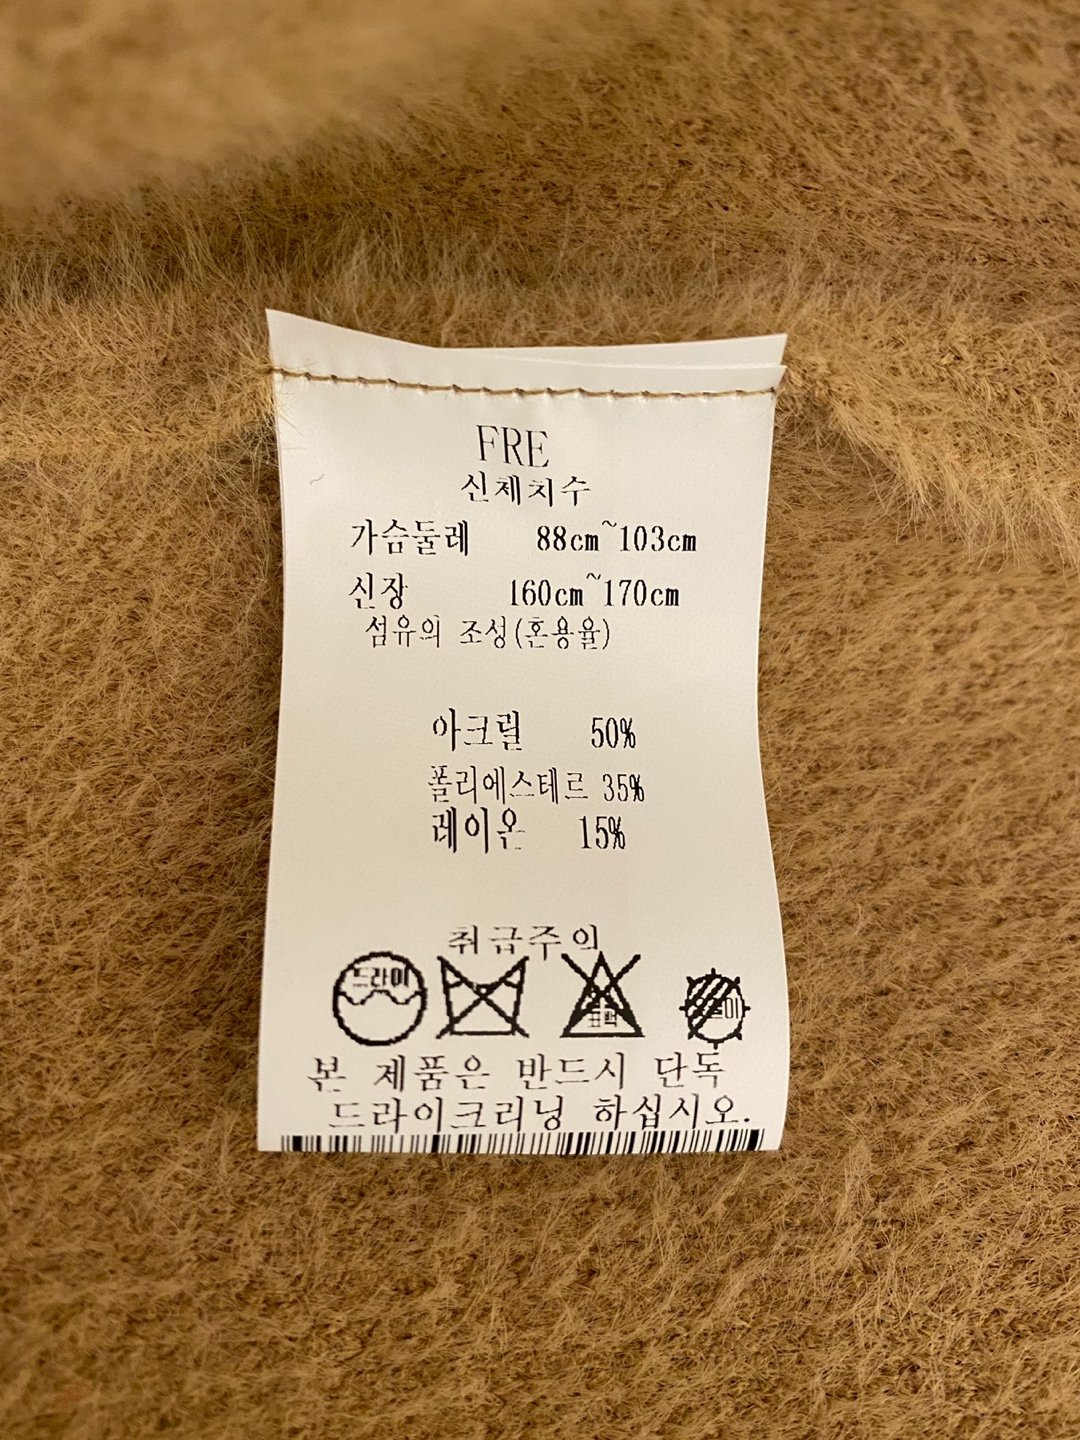 FRE
신체치수
가슴둘레 88cm~103cm
신장 160cm~170cm
섬유의 조성(혼용율)
아크릴 50%
폴리에스테르 35%
레이온 15%
취급주의
드라이
표백
본 제품은 반드시 단독
드라이크리닝 하십시오.